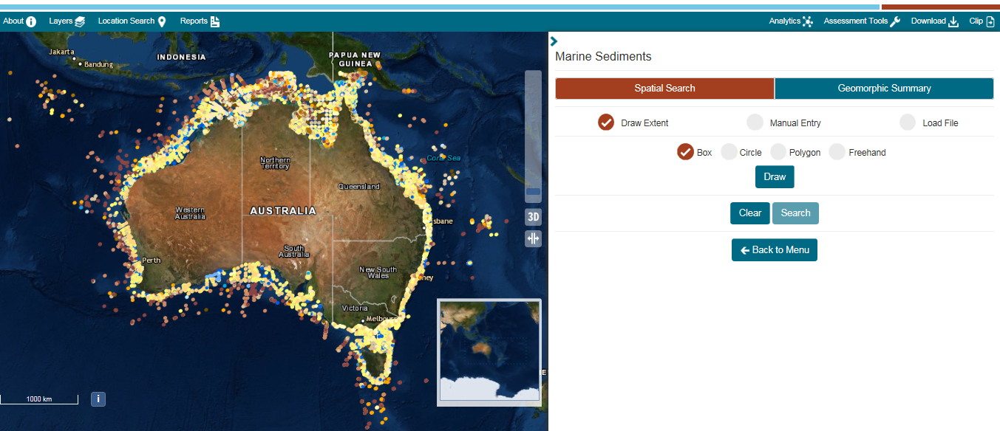 About
Layers
Location Search
Reports
Analytics
Assessment Tools
Download
Clip
Jakarta
Bandung
INDONESIA
PAPUA NEW
GUINEA
Northern
Territory
Cora Sea
Queensland
Western
Australia
AUSTRALIA
South
Australia
sbane
Perth
New South
Wales
ney
Victoria
Melbou
E
3D
1000 km
i
Marine Sediments
Spatial Search
Geomorphic Summary
Draw Extent
Manual Entry
Load File
Box
Circle
Polygon
Freehand
Draw
Clear
Search
Back to Menu